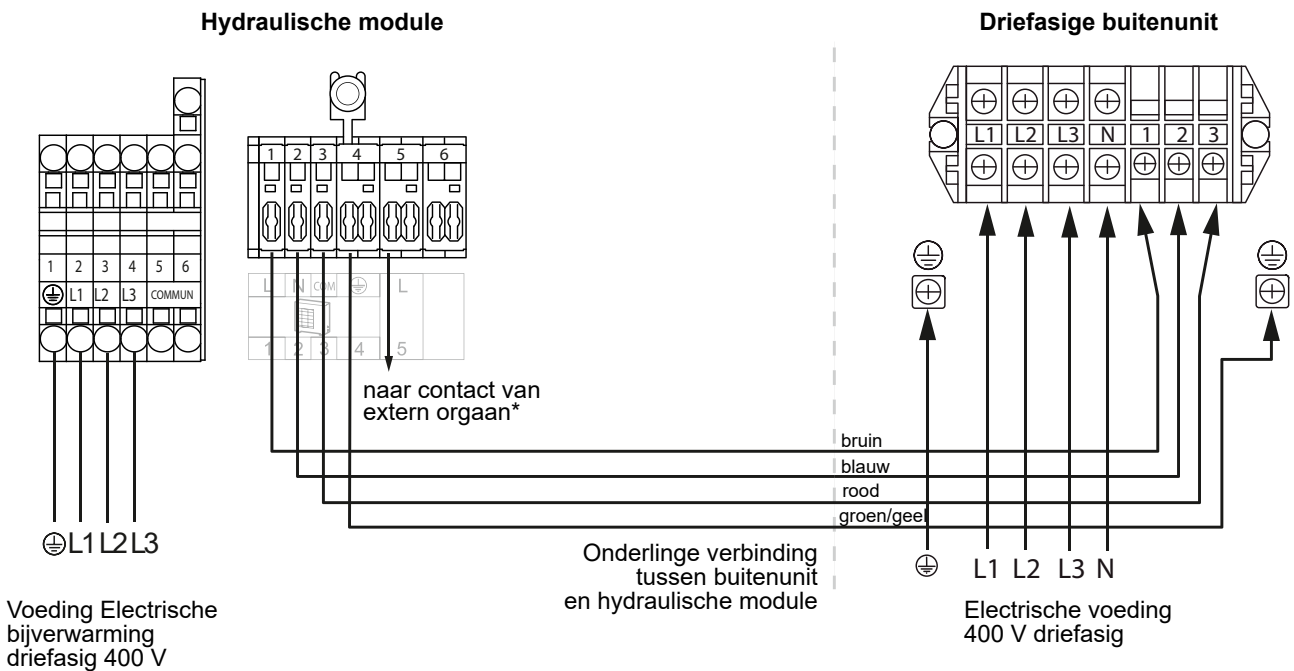 Hydraulische module
Driefasige buitenunit
1 2 3 4 5 6
L1 L2 L3 N 1 2 3
1 2 3 4 5 6
L1 L2 L3 COMMUN
L N COM L
1 2 3 4 5
naar contact van
extern orgaan*
bruin
blauw
rood
groen/geel
L1 L2 L3
L1 L2 L3 N
Onderlinge verbinding
tussen buitenunit
en hydraulische module
Voeding Electrische
bijverwarming
driefasig 400 V
Electrische voeding
400 V driefasig